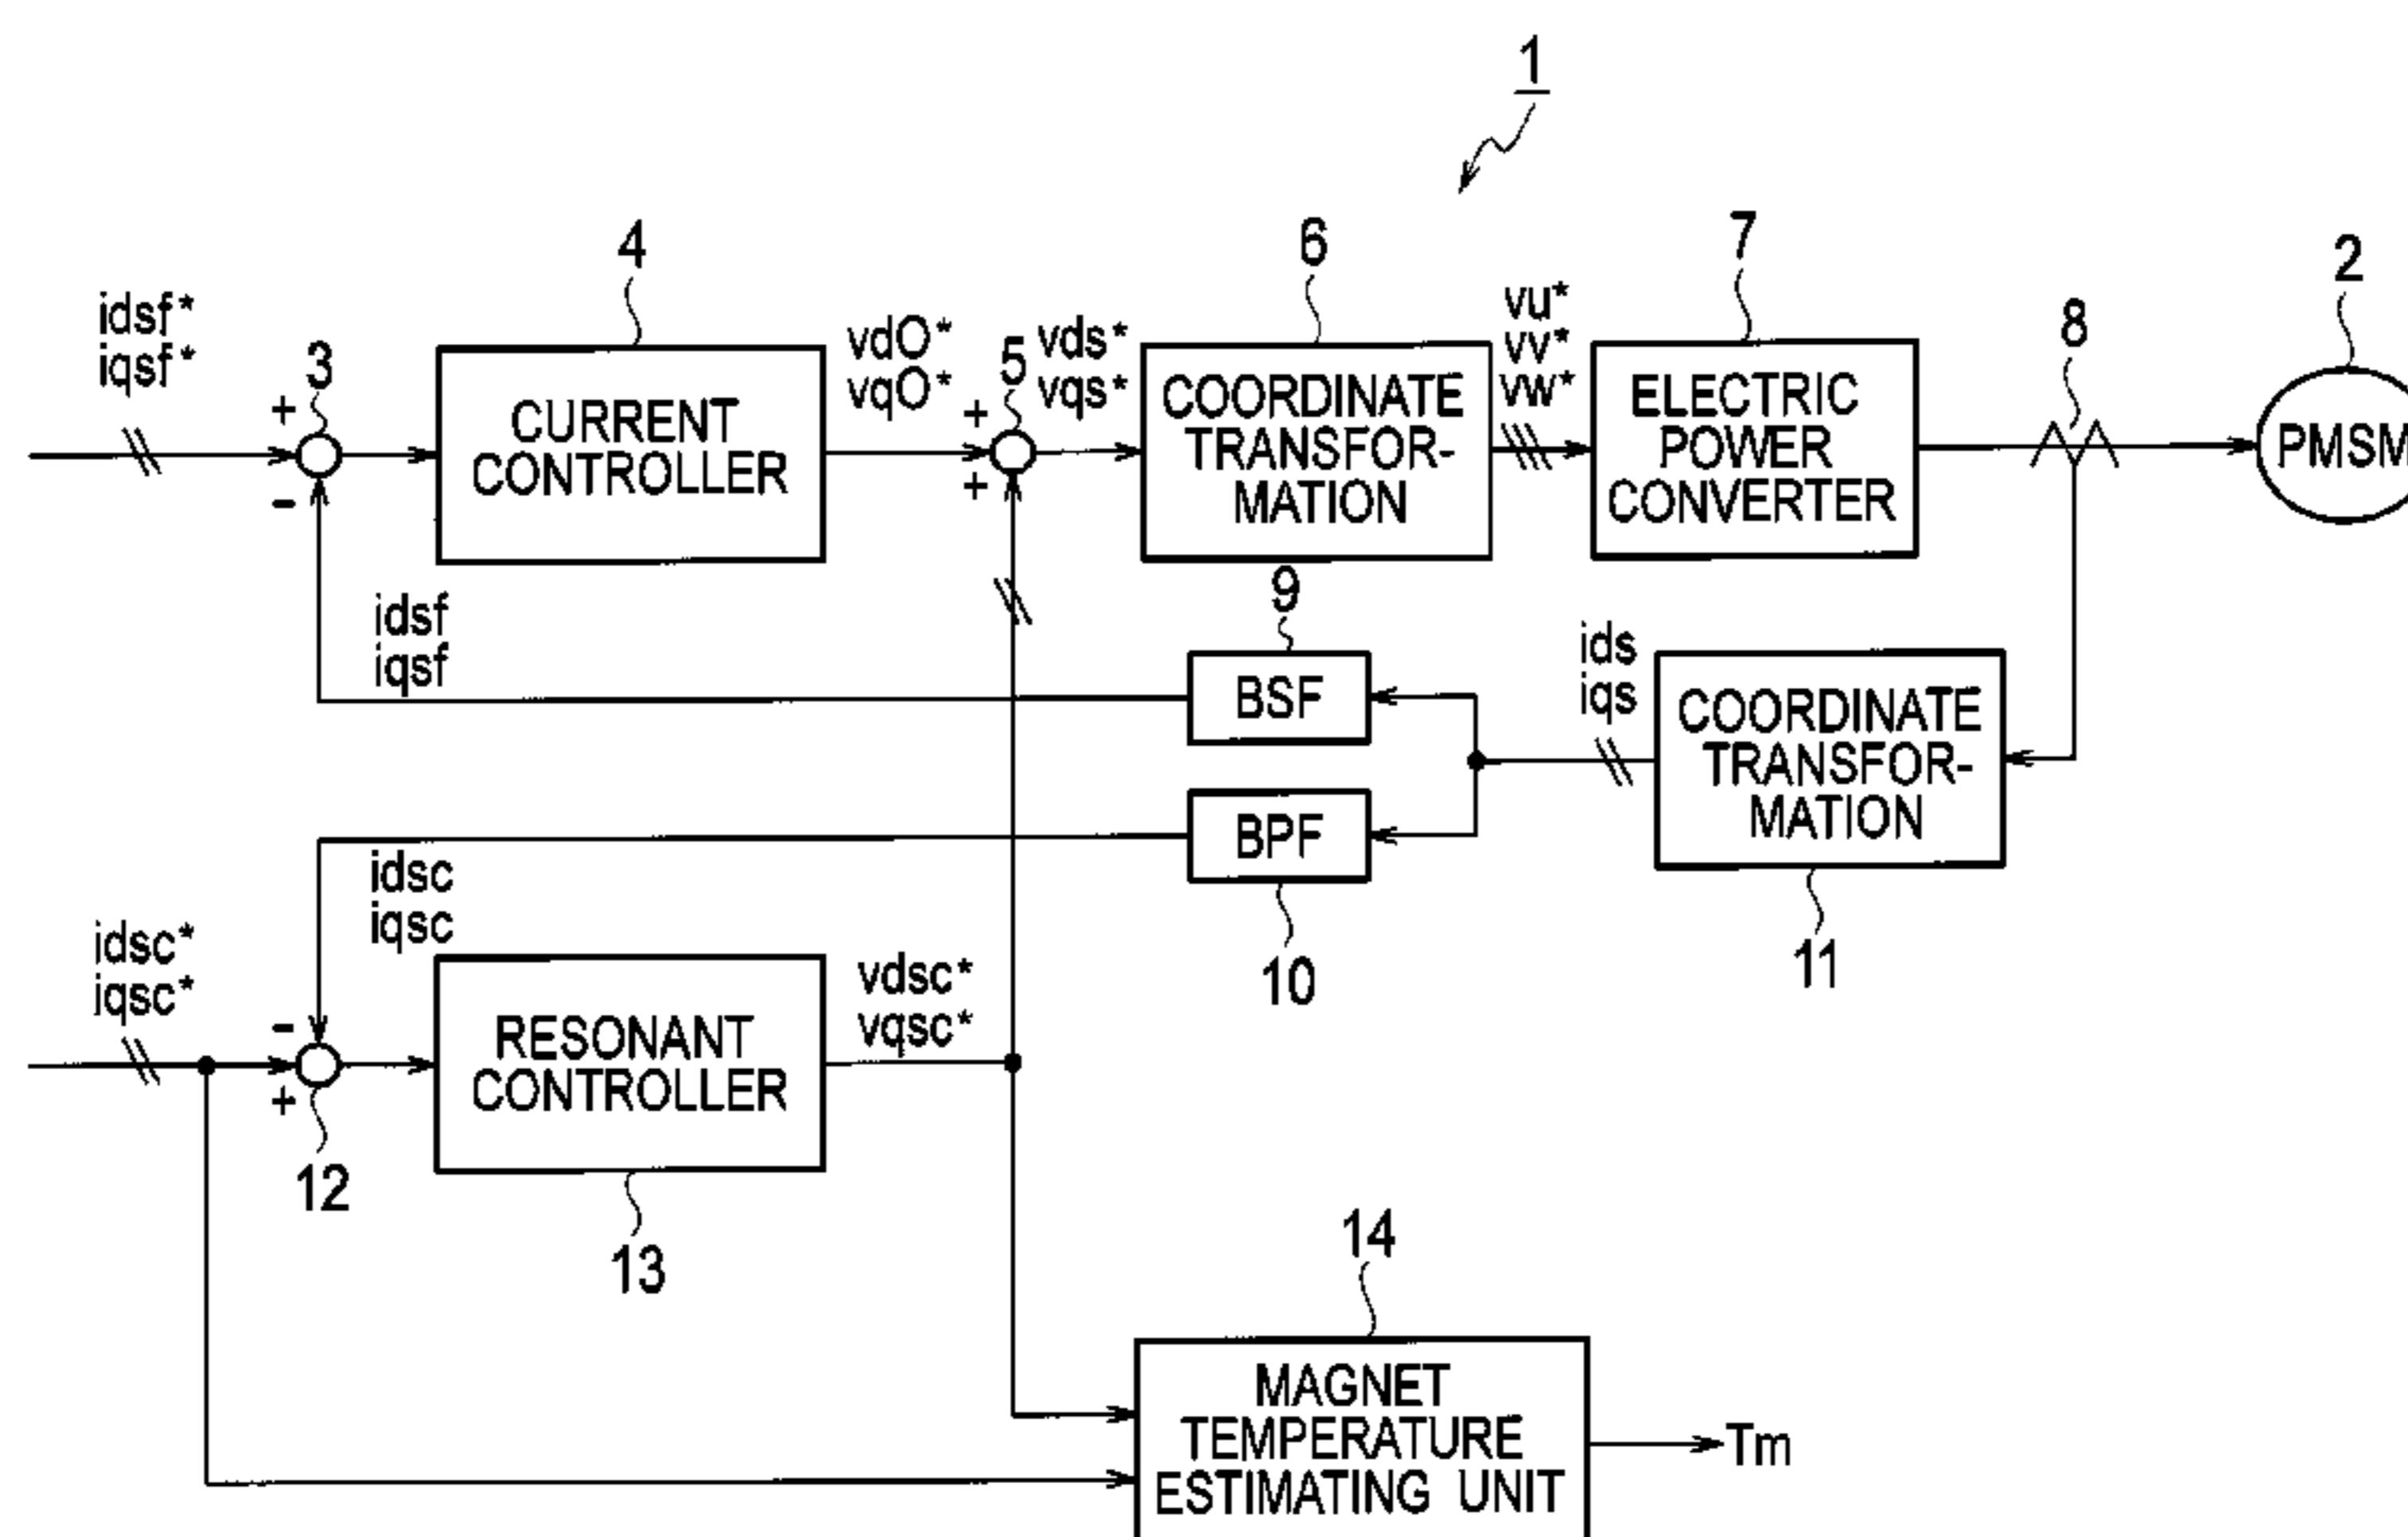 1
4
6
7
2
8
idsf*
iqsf*
3
+
-
CURRENT
CONTROLLER
vdO*
vqO*
5
+
+
vds*
vqs*
COORDINATE
TRANSFOR-
MATION
vu*
vv*
vw*
ELECTRIC
POWER
CONVERTER
PMSM
idsf
iqsf
9
BSF
ids
iqs
COORDINATE
TRANSFOR-
MATION
11
BPF
10
idsc
iqsc
idsc*
iqsc*
-
+
12
RESONANT
CONTROLLER
13
vdsc*
vqsc*
14
MAGNET
TEMPERATURE
ESTIMATING UNIT
Tm